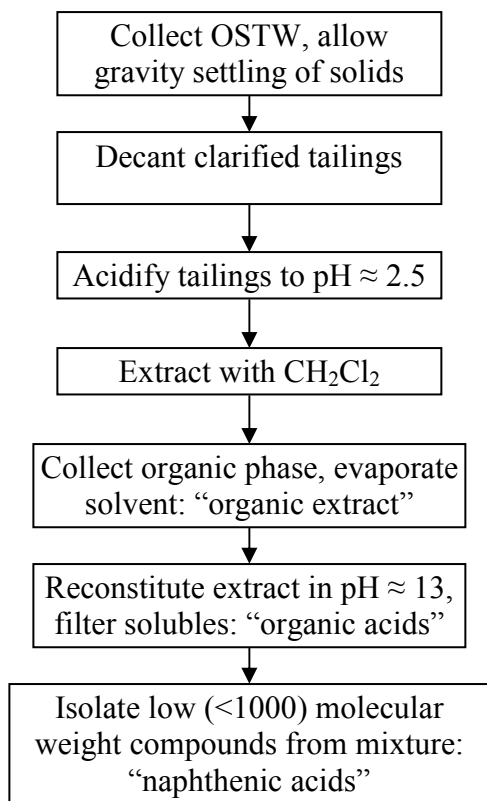 Collect OSTW, allow
gravity settling of solids
Decant clarified tailings
Acidify tailings to pH ≈ 2.5
Extract with CH₂Cl₂
Collect organic phase, evaporate
solvent: “organic extract”
Reconstitute extract in pH ≈ 13,
filter solubles: “organic acids”
Isolate low (<1000) molecular
weight compounds from mixture:
“naphthenic acids”